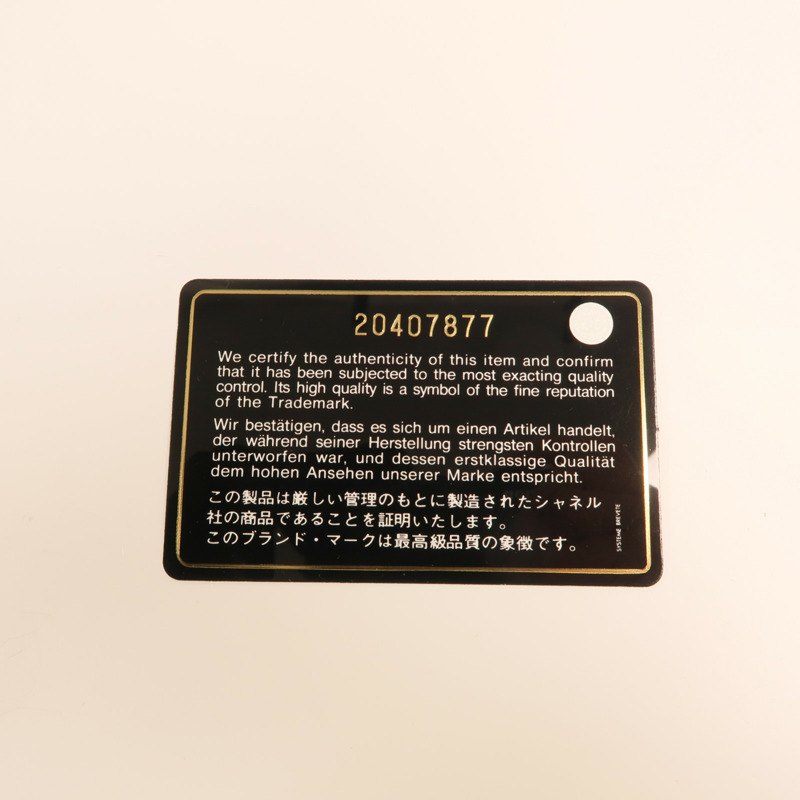 20407877
We certify the authenticity of this item and confirm
that it has been subjected to the most exacting quality
control. Its high quality is a symbol of the fine reputation
of the Trademark.
Wir bestätigen, dass es sich um einen Artikel handelt,
der während seiner Herstellung strengsten Kontrollen
unterworfen war, und dessen erstklassige Qualität
dem hohen Ansehen unserer Marke entspricht.
この製品は厳しい管理のもとに製造されたシャネル
社の商品であることを証明いたします。
このブランド・マークは最高級品質の象徴です。
SYSTEME BREVETE